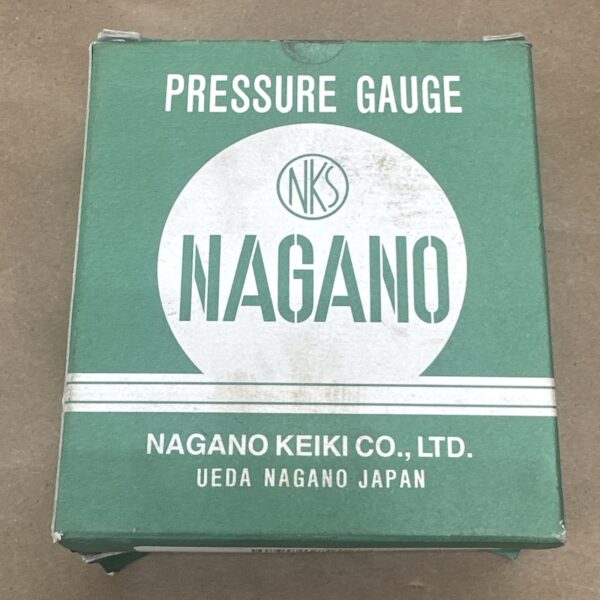 PRESSURE GAUGE
NKS
NAGANO
NAGANO KEIKI CO., LTD.
UEDA NAGANO JAPAN